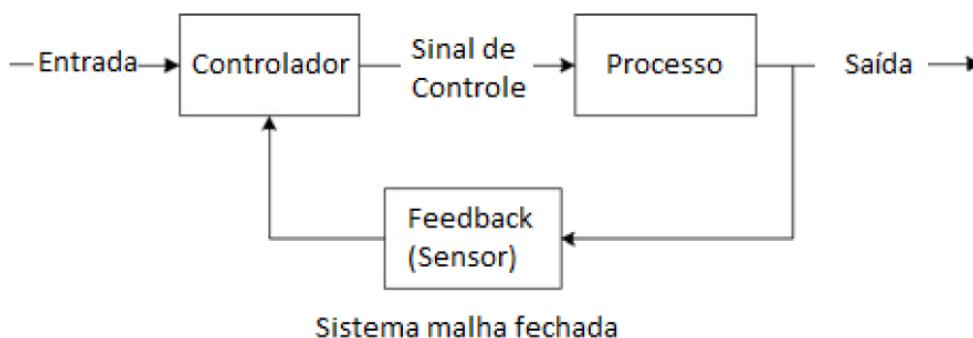 Entrada
Controlador
Sinal de
Controle
Processo
Saída
Feedback
(Sensor)
Sistema malha fechada